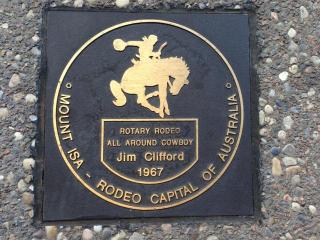 ROTARY RODEO
ALL AROUND COWBOY
Jim Clifford
1967
MOUNT ISA - RODEO CAPITAL OF AUSTRALIA